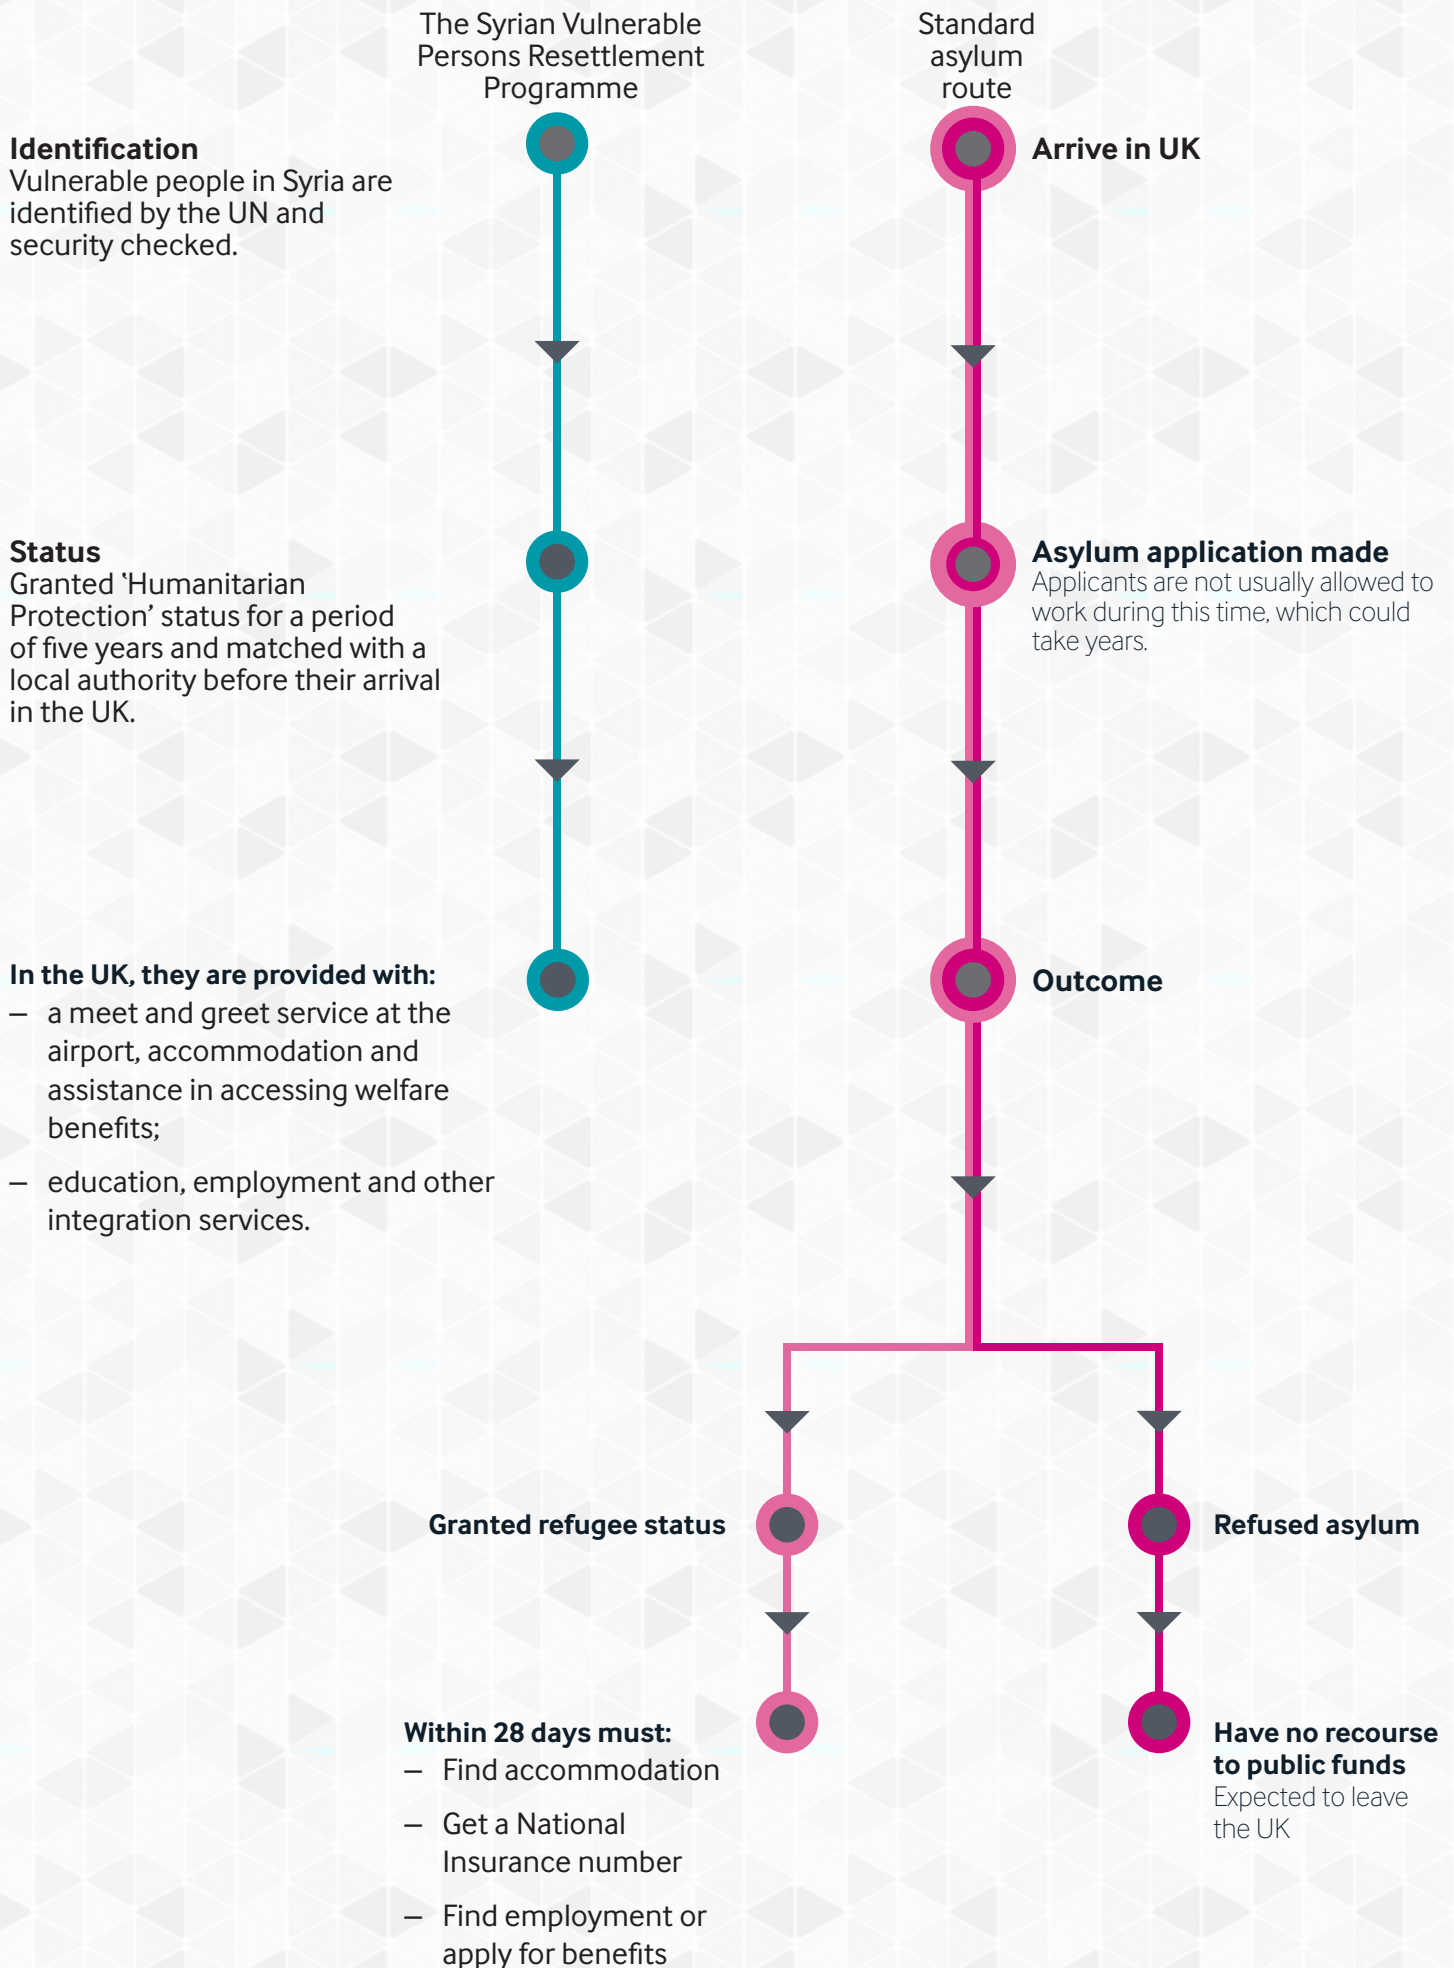 The Syrian Vulnerable
Persons Resettlement
Programme
Standard
asylum
route
Identification
Vulnerable people in Syria are
identified by the UN and
security checked.
Arrive in UK
Status
Granted ‘Humanitarian
Protection’ status for a period
of five years and matched with a
local authority before their arrival
in the UK.
Asylum application made
Applicants are not usually allowed to
work during this time, which could
take years.
In the UK, they are provided with:
– a meet and greet service at the
airport, accommodation and
assistance in accessing welfare
benefits;
– education, employment and other
integration services.
Outcome
Granted refugee status
Refused asylum
Within 28 days must:
– Find accommodation
– Get a National
Insurance number
– Find employment or
apply for benefits
Have no recourse
to public funds
Expected to leave
the UK